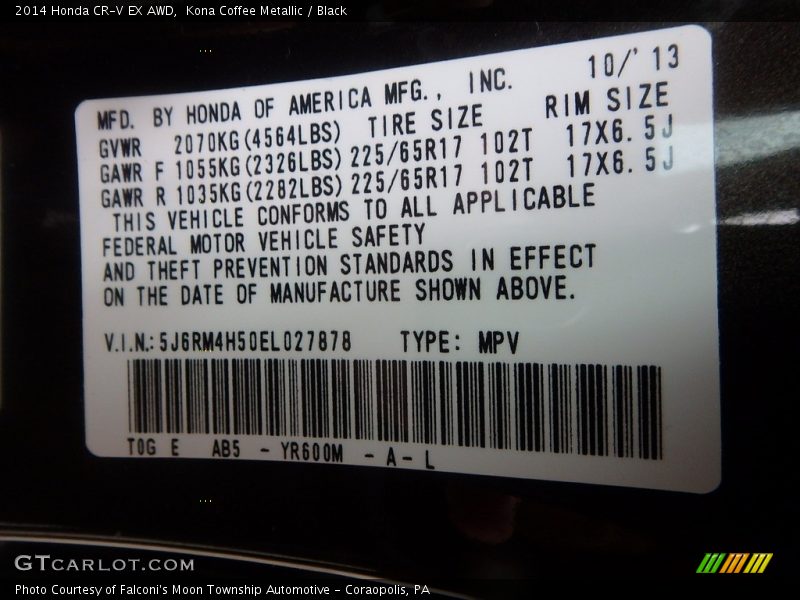 2014 Honda CR-V EX AWD, Kona Coffee Metallic / Black
10/'13
MFD. BY HONDA OF AMERICA MFG., INC.
GVWR 2070KG(4564LBS) TIRE SIZE RIM SIZE
GAWR F 1055KG(2326LBS) 225/65R17 102T 17X6.5J
GAWR R 1035KG(2282LBS) 225/65R17 102T 17X6.5J
THIS VEHICLE CONFORMS TO ALL APPLICABLE
FEDERAL MOTOR VEHICLE SAFETY
AND THEFT PREVENTION STANDARDS IN EFFECT
ON THE DATE OF MANUFACTURE SHOWN ABOVE.
V.I.N.: 5J6RM4H50EL027878 TYPE: MPV
T0G E AB5 - YR600M - A - L
GTCARLOT.COM
Photo Courtesy of Falconi's Moon Township Automotive - Coraopolis, PA